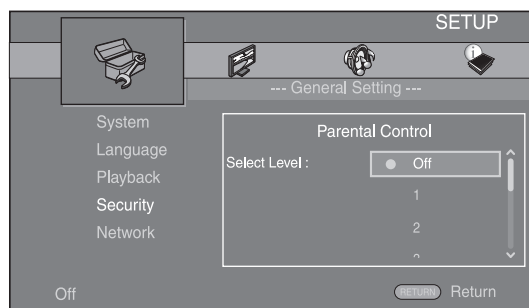 SETUP
--- General Setting ---
System
Language
Playback
Security
Network
Parental Control
Select Level :
Off
1
2
Off
RETURN Return